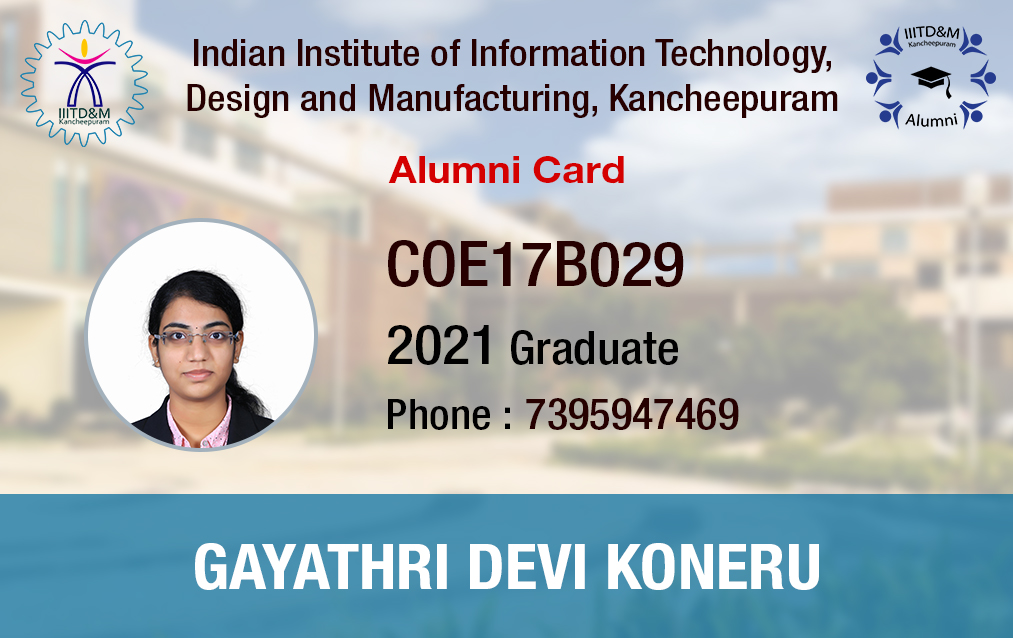 IIITD&M
Kancheepuram
Indian Institute of Information Technology,
Design and Manufacturing, Kancheepuram
IIITD&M
Kancheepuram
Alumni
Alumni Card
COE17B029
2021 Graduate
Phone : 7395947469
GAYATHRI DEVI KONERU